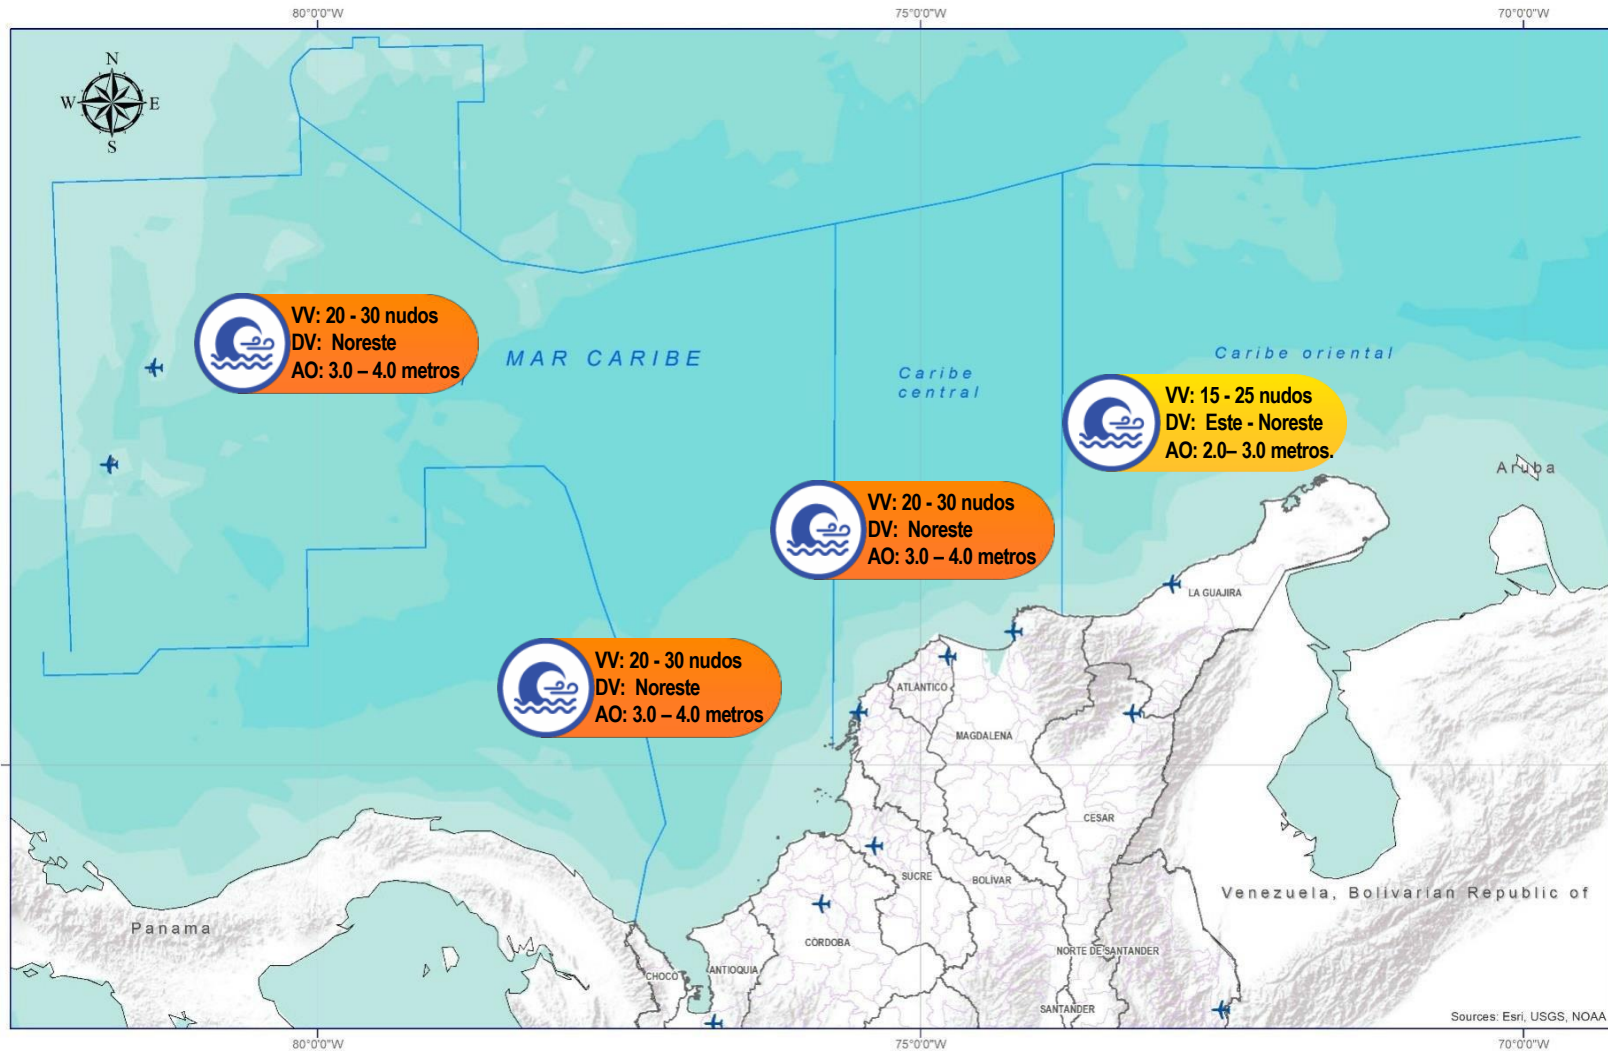 80°0'0"W
75°0'0"W
70°0'0"W
N
W
E
S
VV: 20 - 30 nudos
DV: Noreste
AO: 3.0 – 4.0 metros
MAR CARIBE
Caribe
central
Caribe oriental
VV: 15 - 25 nudos
DV: Este - Noreste
AO: 2.0– 3.0 metros.
Aruba
VV: 20 - 30 nudos
DV: Noreste
AO: 3.0 – 4.0 metros
LA GUAJIRA
VV: 20 - 30 nudos
DV: Noreste
AO: 3.0 – 4.0 metros
ATLÁNTICO
MAGDALENA
CESAR
SUCRE
BOLÍVAR
Venezuela, Bolivarian Republic of
Panama
CÓRDOBA
NORTE DE SANTANDER
CHOCÓ
ANTIOQUIA
SANTANDER
Sources: Esri, USGS, NOAA
80°0'0"W
75°0'0"W
70°0'0"W